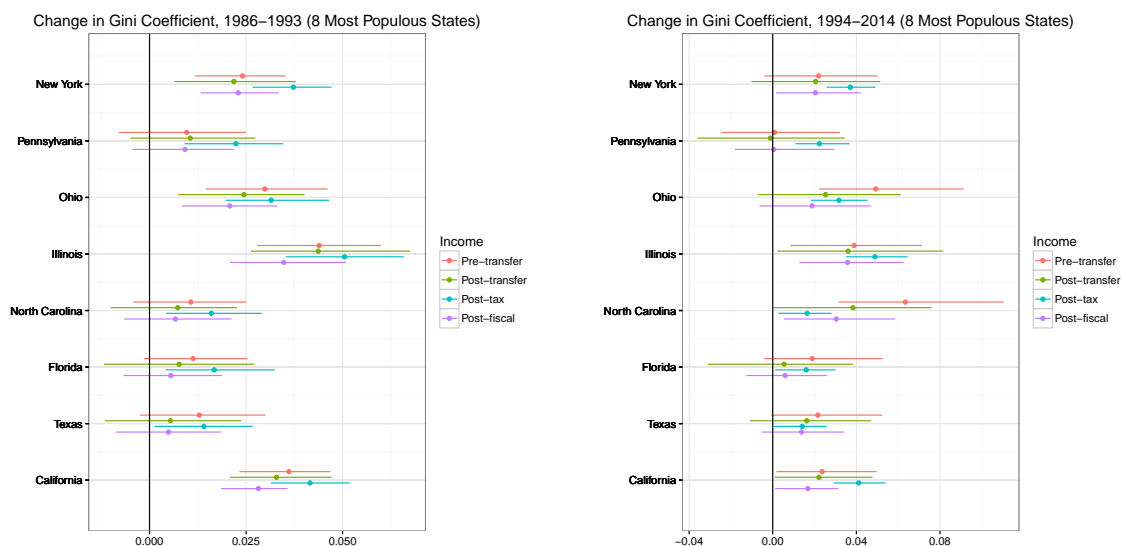 Change in Gini Coefficient, 1986−1993 (8 Most Populous States)
New York
Pennsylvania
Ohio
Illinois
North Carolina
Florida
Texas
California
0.000
0.025
0.050
Income
Pre−transfer
Post−transfer
Post−tax
Post−fiscal
Change in Gini Coefficient, 1994−2014 (8 Most Populous States)
New York
Pennsylvania
Ohio
Illinois
North Carolina
Florida
Texas
California
−0.04
0.00
0.04
0.08
Income
Pre−transfer
Post−transfer
Post−tax
Post−fiscal